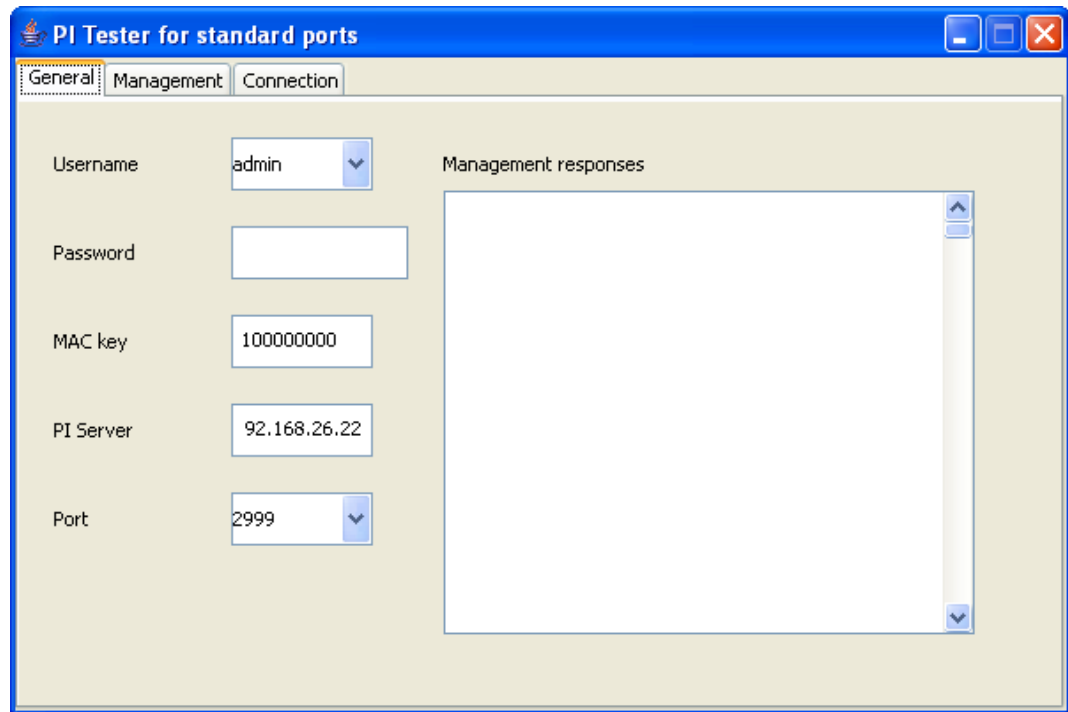 PI Tester for standard ports
General Management Connection
Username admin
Management responses
Password
MAC key 100000000
PI Server 92.168.26.22
Port 2999